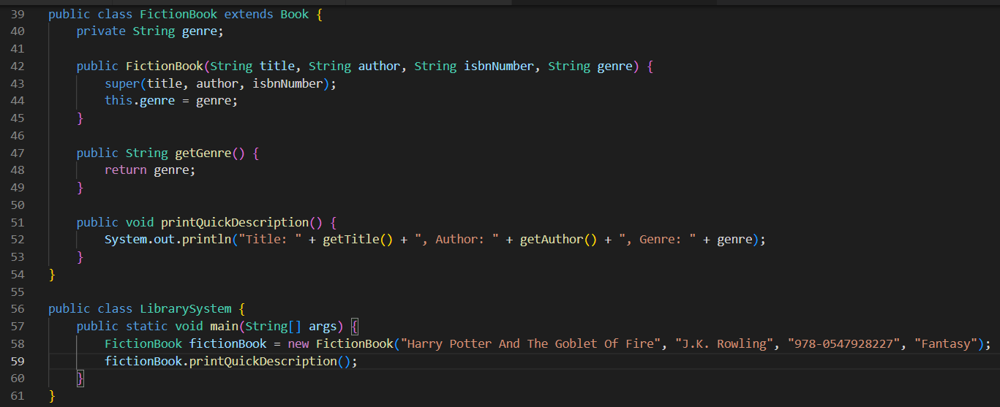 39 public class FictionBook extends Book {
40     private String genre;
41
42     public FictionBook(String title, String author, String isbnNumber, String genre) {
43         super(title, author, isbnNumber);
44         this.genre = genre;
45     }
46
47     public String getGenre() {
48         return genre;
49     }
50
51     public void printQuickDescription() {
52         System.out.println("Title: " + getTitle() + ", Author: " + getAuthor() + ", Genre: " + genre);
53     }
54 }
55
56 public class LibrarySystem {
57     public static void main(String[] args) {
58         FictionBook fictionBook = new FictionBook("Harry Potter And The Goblet Of Fire", "J.K. Rowling", "978-0547928227", "Fantasy");
59         fictionBook.printQuickDescription();
60     }
61 }